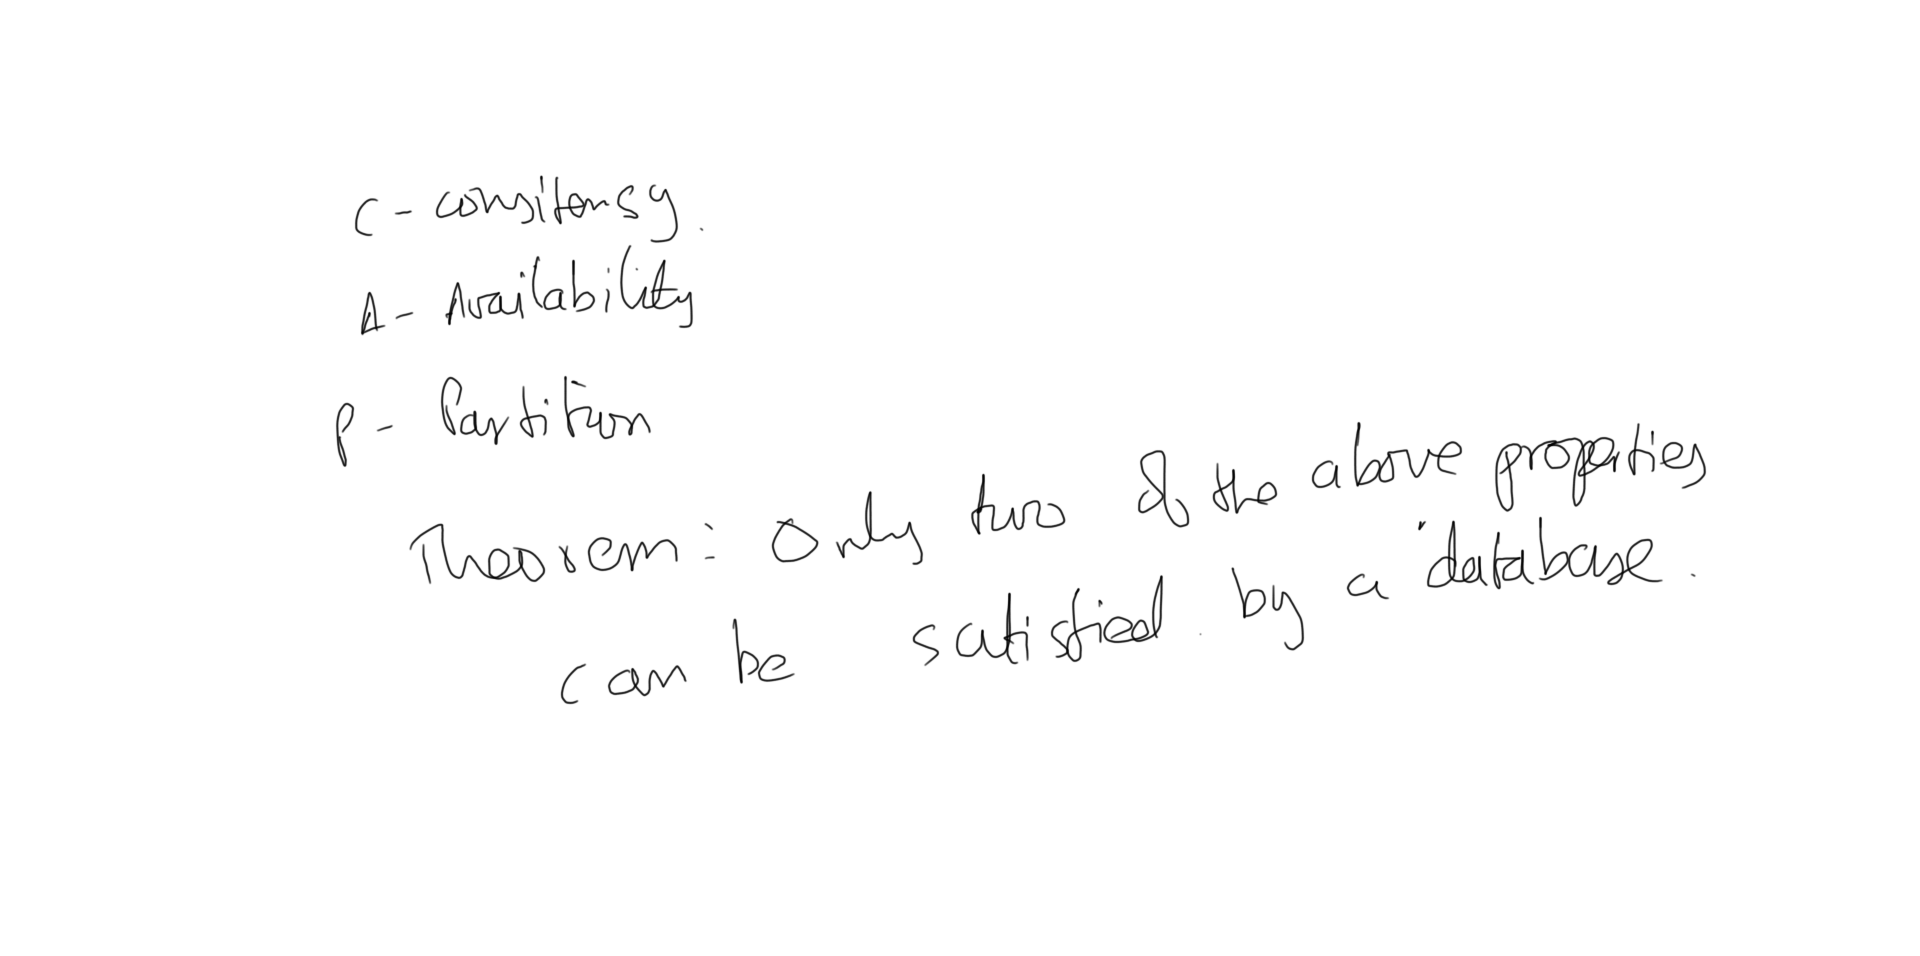 C - consitensy.
A - Availability
P - Partition
Theorem: Only two of the above properties
can be satisfied by a database.